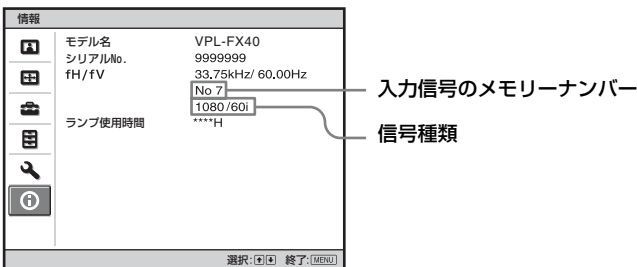 情報
モデル名 VPL-FX40
シリアルNo. 9999999
fH/fV 33.75kHz/ 60.00Hz
No 7
1080/60i
ランプ使用時間 ****H
入力信号のメモリーナンバー
信号種類
選択: 終了:MENU